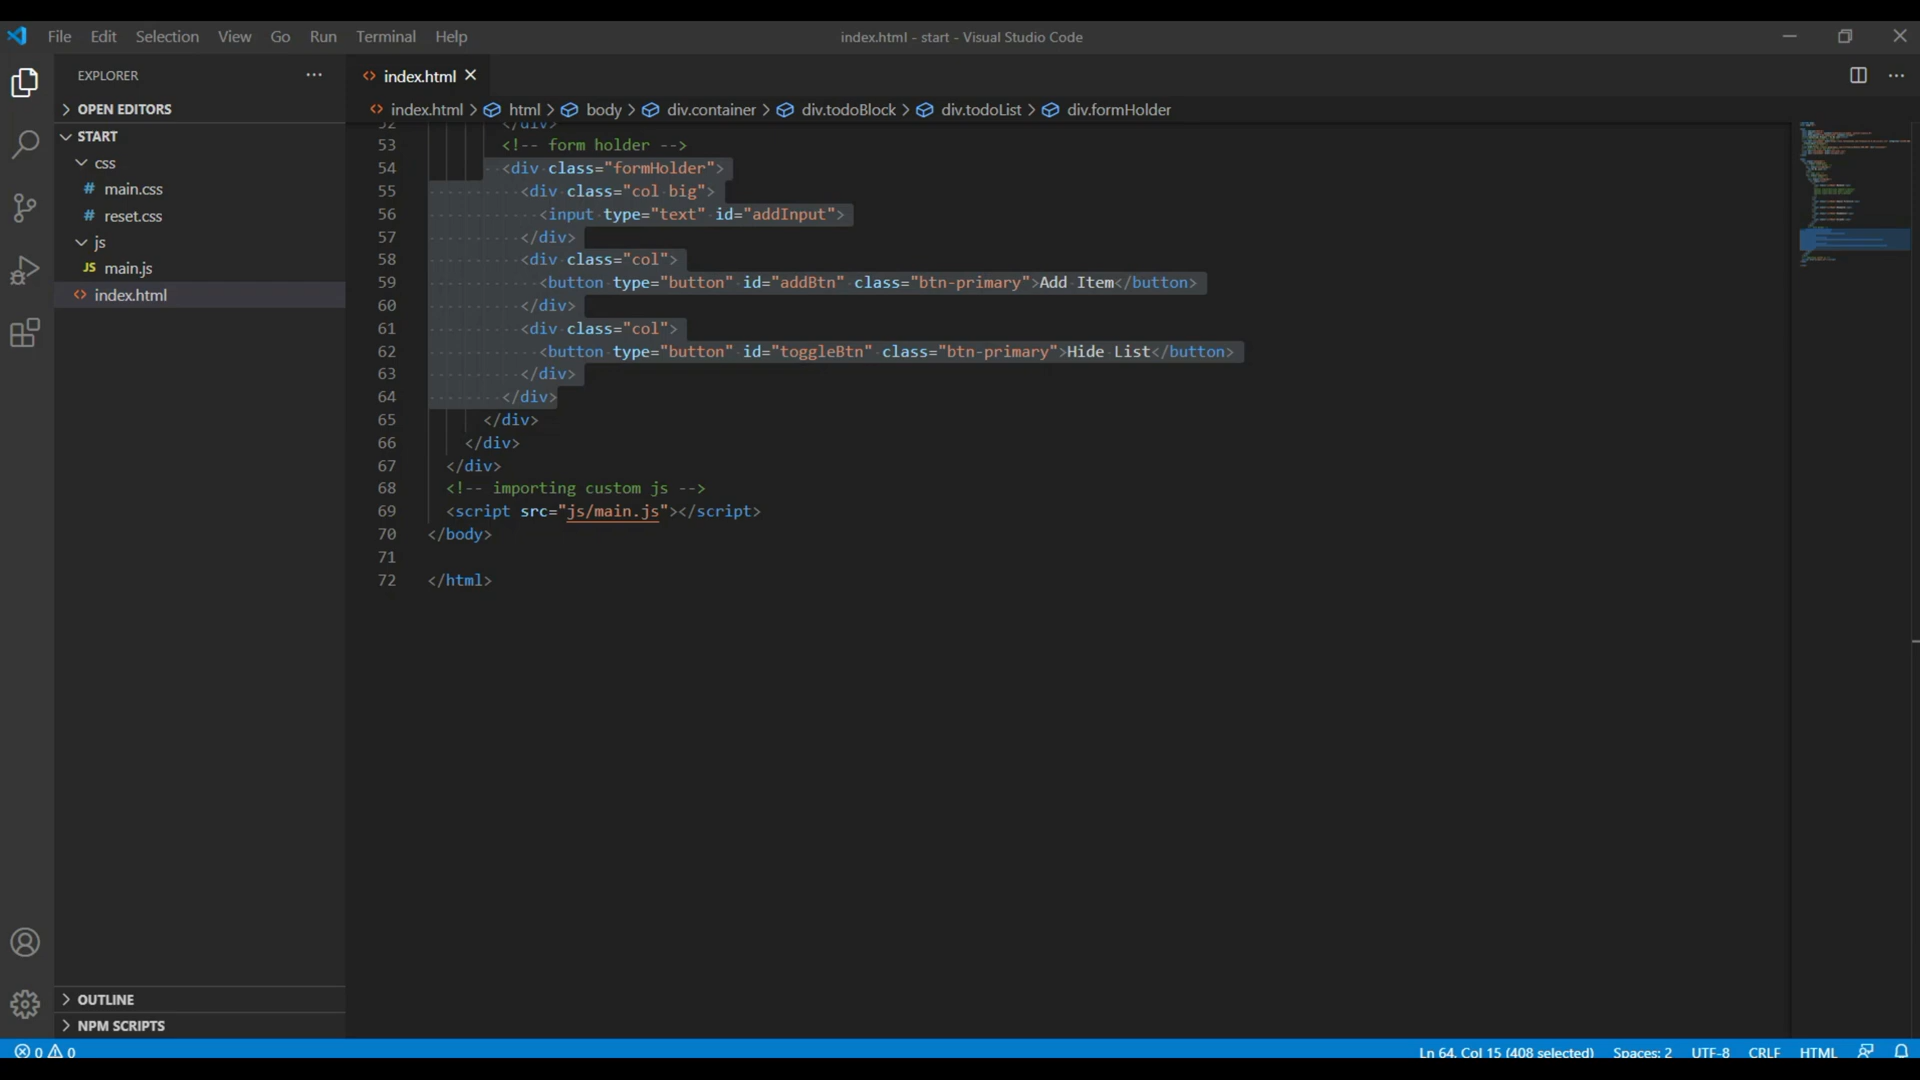 File Edit Selection View Go Run Terminal Help
index.html - start - Visual Studio Code
EXPLORER
OPEN EDITORS
START
css
# main.css
# reset.css
js
JS main.js
<> index.html
OUTLINE
NPM SCRIPTS
<> index.html
<> index.html > html > body > div.container > div.todoBlock > div.todoList > div.formHolder
52 </div>
53 <!-- form holder -->
54 <div class="formHolder">
55 <div class="col big">
56 <input type="text" id="addInput">
57 </div>
58 <div class="col">
59 <button type="button" id="addBtn" class="btn-primary">Add Item</button>
60 </div>
61 <div class="col">
62 <button type="button" id="toggleBtn" class="btn-primary">Hide List</button>
63 </div>
64 </div>
65 </div>
66 </div>
67 </div>
68 <!-- importing custom js -->
69 <script src="js/main.js"></script>
70 </body>
71
72 </html>
0 0
Ln 64, Col 15 (408 selected) Spaces: 2 UTF-8 CRLF HTML